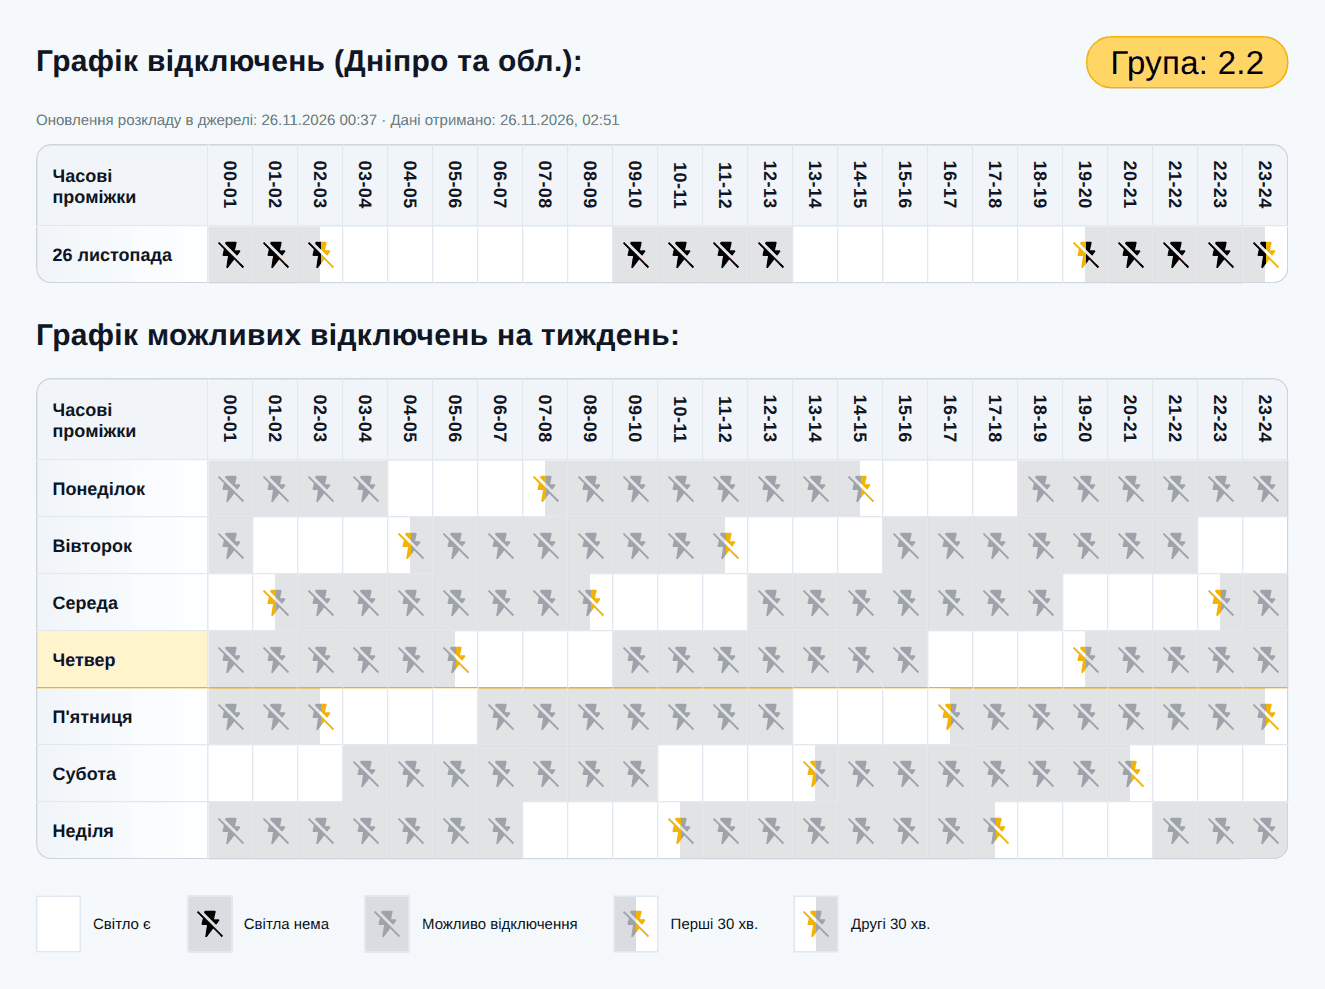 Графік відключень (Дніпро та обл.):
Група: 2.2
Оновлення розкладу в джерелі: 26.11.2026 00:37 · Дані отримано: 26.11.2026, 02:51
Часові проміжки 00-01 01-02 02-03 03-04 04-05 05-06 06-07 07-08 08-09 09-10 10-11 11-12 12-13 13-14 14-15 15-16 16-17 17-18 18-19 19-20 20-21 21-22 22-23 23-24
26 листопада
Графік можливих відключень на тиждень:
Часові проміжки 00-01 01-02 02-03 03-04 04-05 05-06 06-07 07-08 08-09 09-10 10-11 11-12 12-13 13-14 14-15 15-16 16-17 17-18 18-19 19-20 20-21 21-22 22-23 23-24
Понеділок
Вівторок
Середа
Четвер
П'ятниця
Субота
Неділя
Світло є Світла нема Можливо відключення Перші 30 хв. Другі 30 хв.